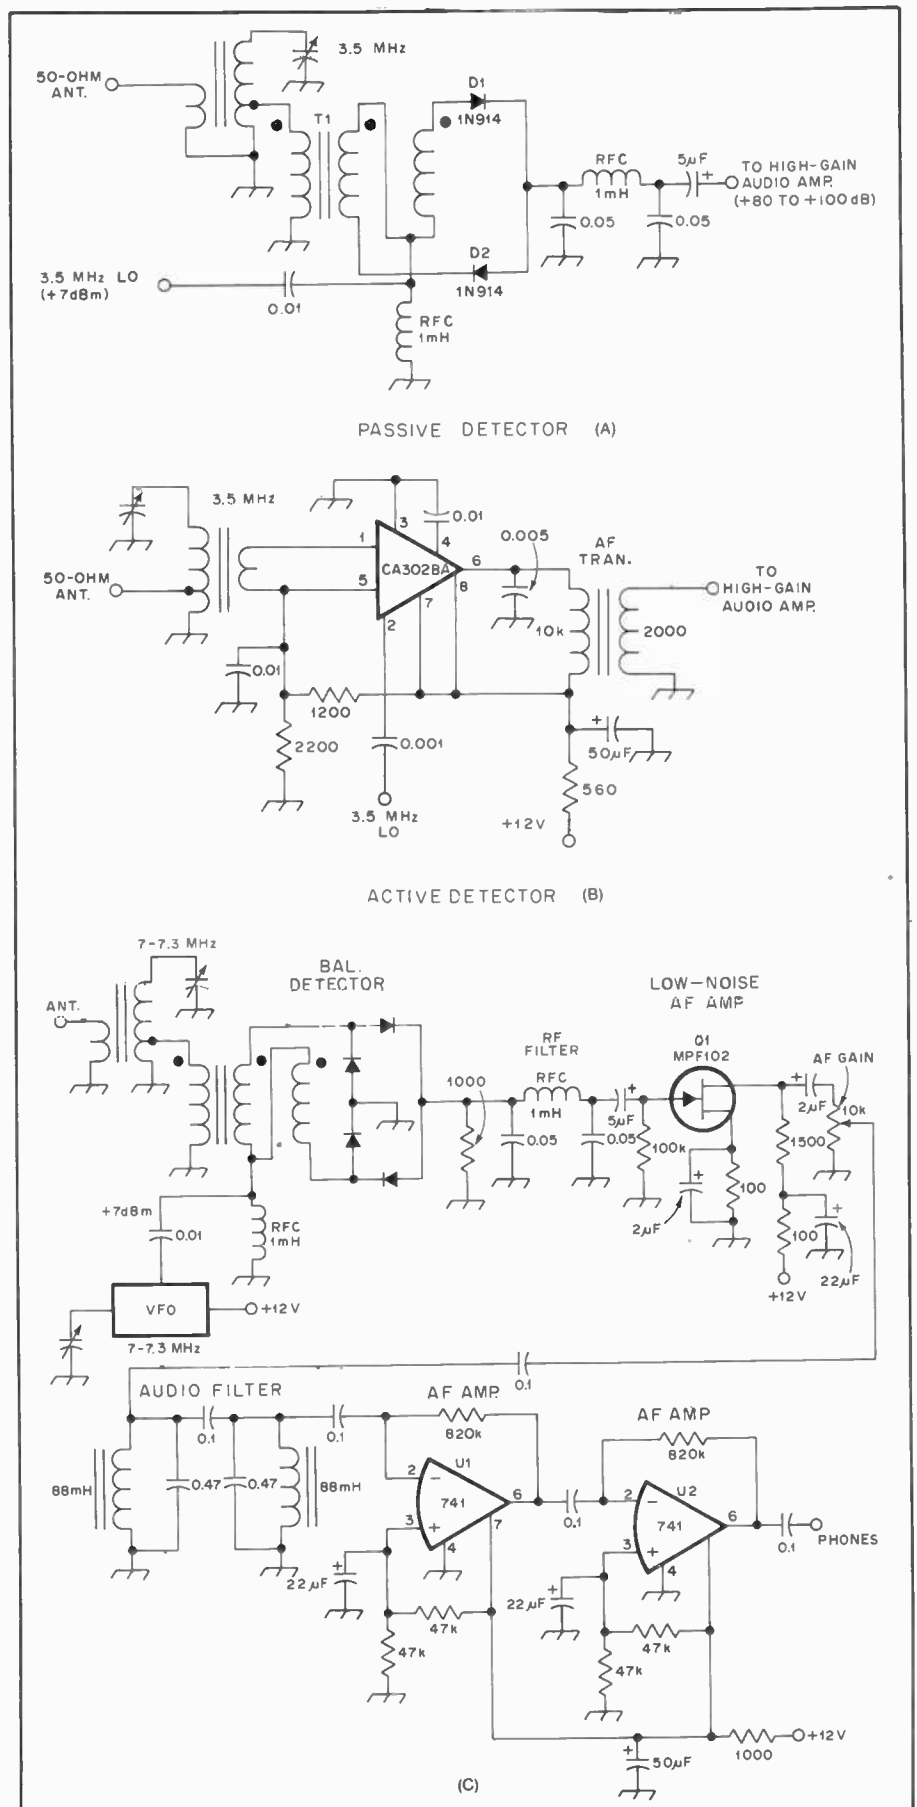 3.5 MHz
50-OHM
ANT.
T1
D1
1N914
RFC
1mH
5µF
+
TO HIGH-GAIN
AUDIO AMP.
(+80 TO +100dB)
0.05
0.05
D2
1N914
3.5 MHz LO
(+7dBm)
0.01
RFC
1mH
PASSIVE DETECTOR (A)
3.5 MHz
0.01
3
4
1
5
CA3028A
6
8
7
2
0.005
AF
TRAN.
10k
2000
TO
HIGH-GAIN
AUDIO AMP.
50-OHM
ANT.
0.01
1200
2200
0.001
3.5 MHz
LO
+
50µF
560
+12V
ACTIVE DETECTOR (B)
7-7.3 MHz
ANT.
BAL.
DETECTOR
LOW-NOISE
AF AMP
Q1
MPF102
RF
FILTER
RFC
1mH
1000
0.05
0.05
5µF
+
100k
+
2µF
100
+
2µF
AF GAIN
10k
1500
100
+
22µF
+12V
+7dBm
0.01
RFC
1mH
VFO
+12V
7-7.3 MHz
0.1
AUDIO FILTER
0.1
88mH
0.47
0.47
88mH
0.1
AF AMP.
820k
U1
741
2
−
3
+
6
7
4
+
22µF
47k
47k
0.1
AF AMP
820k
U2
741
2
−
3
+
6
4
+
22µF
47k
47k
0.1
PHONES
+
50µF
1000
+12V
(C)